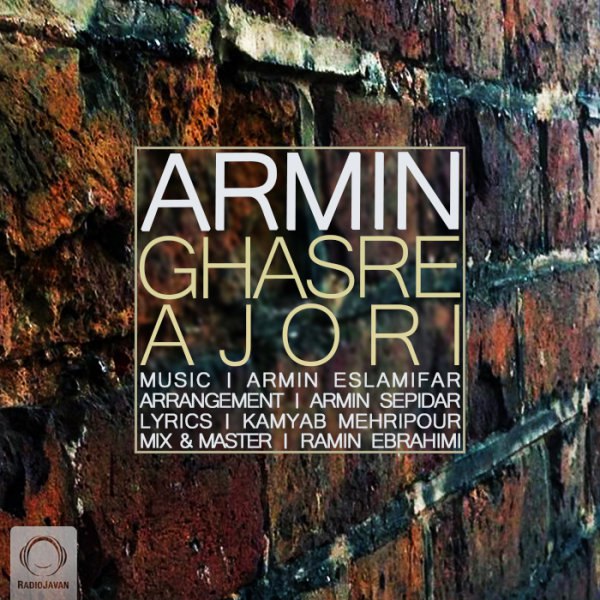 ARMIN
GHASRE
AJORI
MUSIC | ARMIN ESLAMIFAR
ARRANGEMENT | ARMIN SEPIDAR
LYRICS | KAMYAB MEHRIPOUR
MIX & MASTER | RAMIN EBRAHIMI
RADIOJAVAN